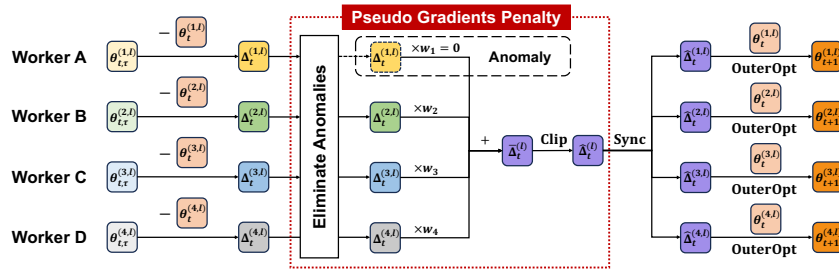 Pseudo Gradients Penalty
Worker A
θ_{t,τ}^{(1,l)}
− θ_t^{(1,l)}
Δ_t^{(1,l)}
Eliminate Anomalies
Δ_t^{(1,l)}
×w₁ = 0
Anomaly
Δ̂_t^{(1,l)}
θ_t^{(1,l)}
OuterOpt
θ_{t+1}^{(1,l)}
Worker B
θ_{t,τ}^{(2,l)}
− θ_t^{(2,l)}
Δ_t^{(2,l)}
Δ_t^{(2,l)}
×w₂
Δ̂_t^{(2,l)}
θ_t^{(2,l)}
OuterOpt
θ_{t+1}^{(2,l)}
+
Δ̄_t^{(l)}
Clip
Δ̂_t^{(l)}
Sync
Worker C
θ_{t,τ}^{(3,l)}
− θ_t^{(3,l)}
Δ_t^{(3,l)}
Δ_t^{(3,l)}
×w₃
Δ̂_t^{(3,l)}
θ_t^{(3,l)}
OuterOpt
θ_{t+1}^{(3,l)}
Worker D
θ_{t,τ}^{(4,l)}
− θ_t^{(4,l)}
Δ_t^{(4,l)}
Δ_t^{(4,l)}
×w₄
Δ̂_t^{(4,l)}
θ_t^{(4,l)}
OuterOpt
θ_{t+1}^{(4,l)}